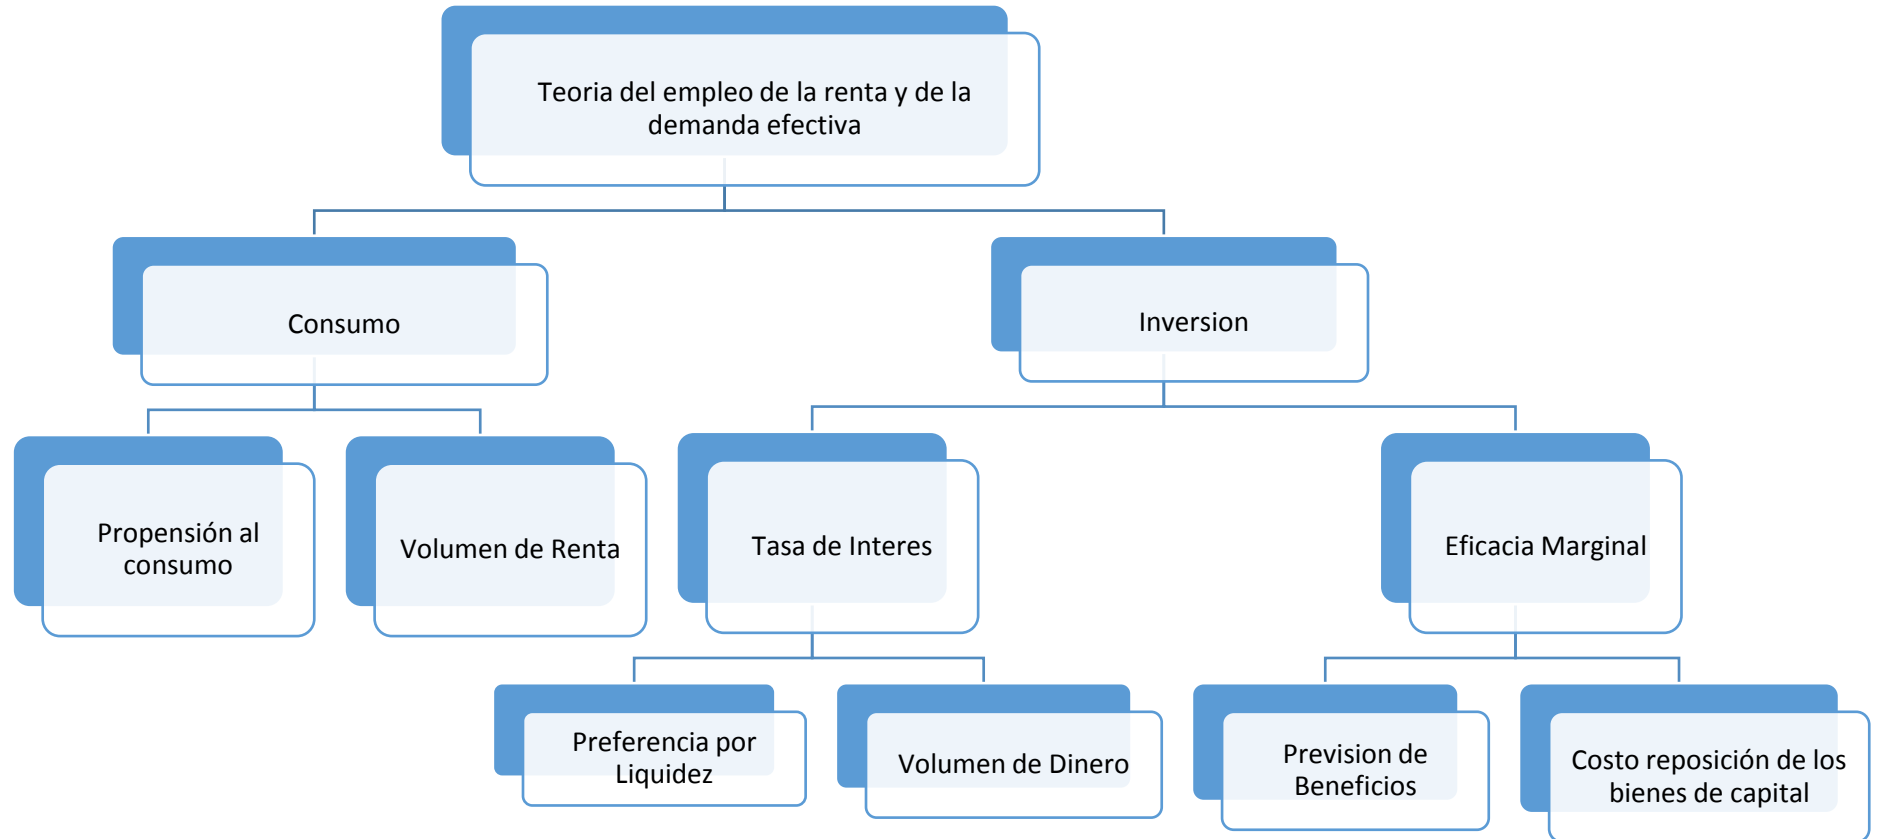 Teoria del empleo de la renta y de la
demanda efectiva
Consumo
Inversion
Propensión al
consumo
Volumen de Renta
Tasa de Interes
Eficacia Marginal
Preferencia por
Liquidez
Volumen de Dinero
Prevision de
Beneficios
Costo reposición de los
bienes de capital